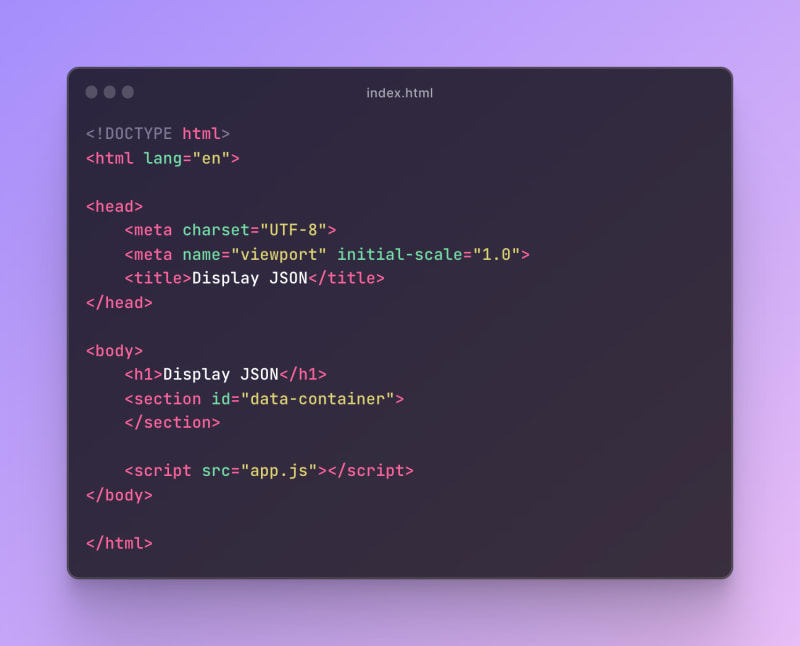 index.html
<!DOCTYPE html>
<html lang="en">
<head>
    <meta charset="UTF-8">
    <meta name="viewport" initial-scale="1.0">
    <title>Display JSON</title>
</head>
<body>
    <h1>Display JSON</h1>
    <section id="data-container">
    </section>
    <script src="app.js"></script>
</body>
</html>